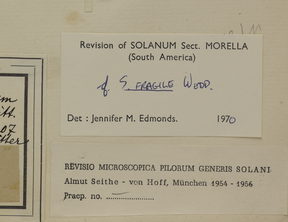 Revision of SOLANUM Sect. MORELLA
(South America)
cf S. FRAGILE WEDD.
Det : Jennifer M. Edmonds. 1970
REVISIO MICROSCOPICA PILORUM GENERIS SOLANI
Almut Seithe - von Hoff, München 1954 - 1956
Praep. no.
07